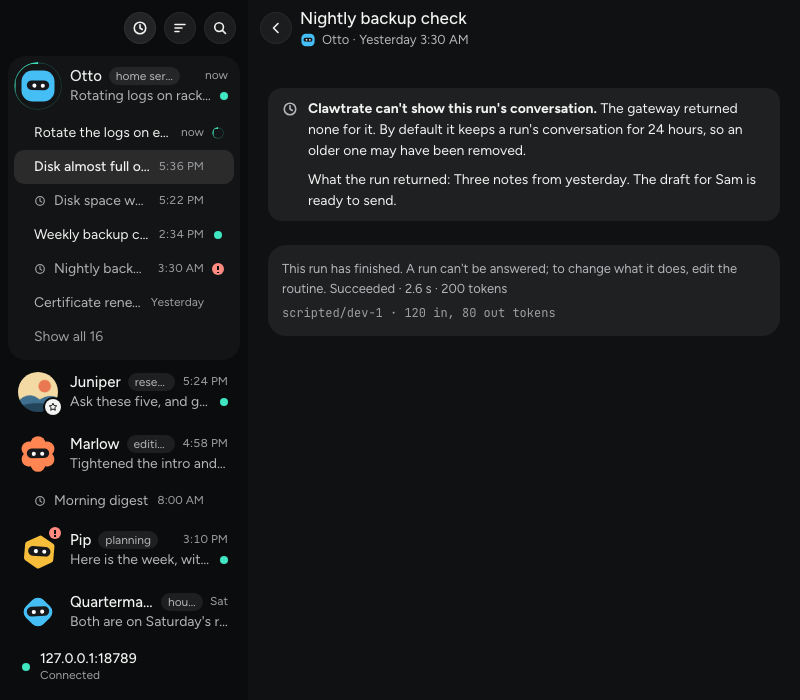 Otto home ser... now
Rotating logs on rack...
Rotate the logs on e... now
Disk almost full o... 5:36 PM
Disk space w... 5:22 PM
Weekly backup c... 2:34 PM
Nightly back... 3:30 AM
Certificate rene... Yesterday
Show all 16
Juniper rese... 5:24 PM
Ask these five, and g...
Marlow editi... 4:58 PM
Tightened the intro and...
Morning digest 8:00 AM
Pip planning 3:10 PM
Here is the week, wit...
Quarterma... hou... Sat
Both are on Saturday's r...
127.0.0.1:18789
Connected
Nightly backup check
Otto · Yesterday 3:30 AM
Clawtrate can't show this run's conversation. The gateway returned
none for it. By default it keeps a run's conversation for 24 hours, so an
older one may have been removed.
What the run returned: Three notes from yesterday. The draft for Sam is
ready to send.
This run has finished. A run can't be answered; to change what it does, edit the
routine. Succeeded · 2.6 s · 200 tokens
scripted/dev-1 · 120 in, 80 out tokens